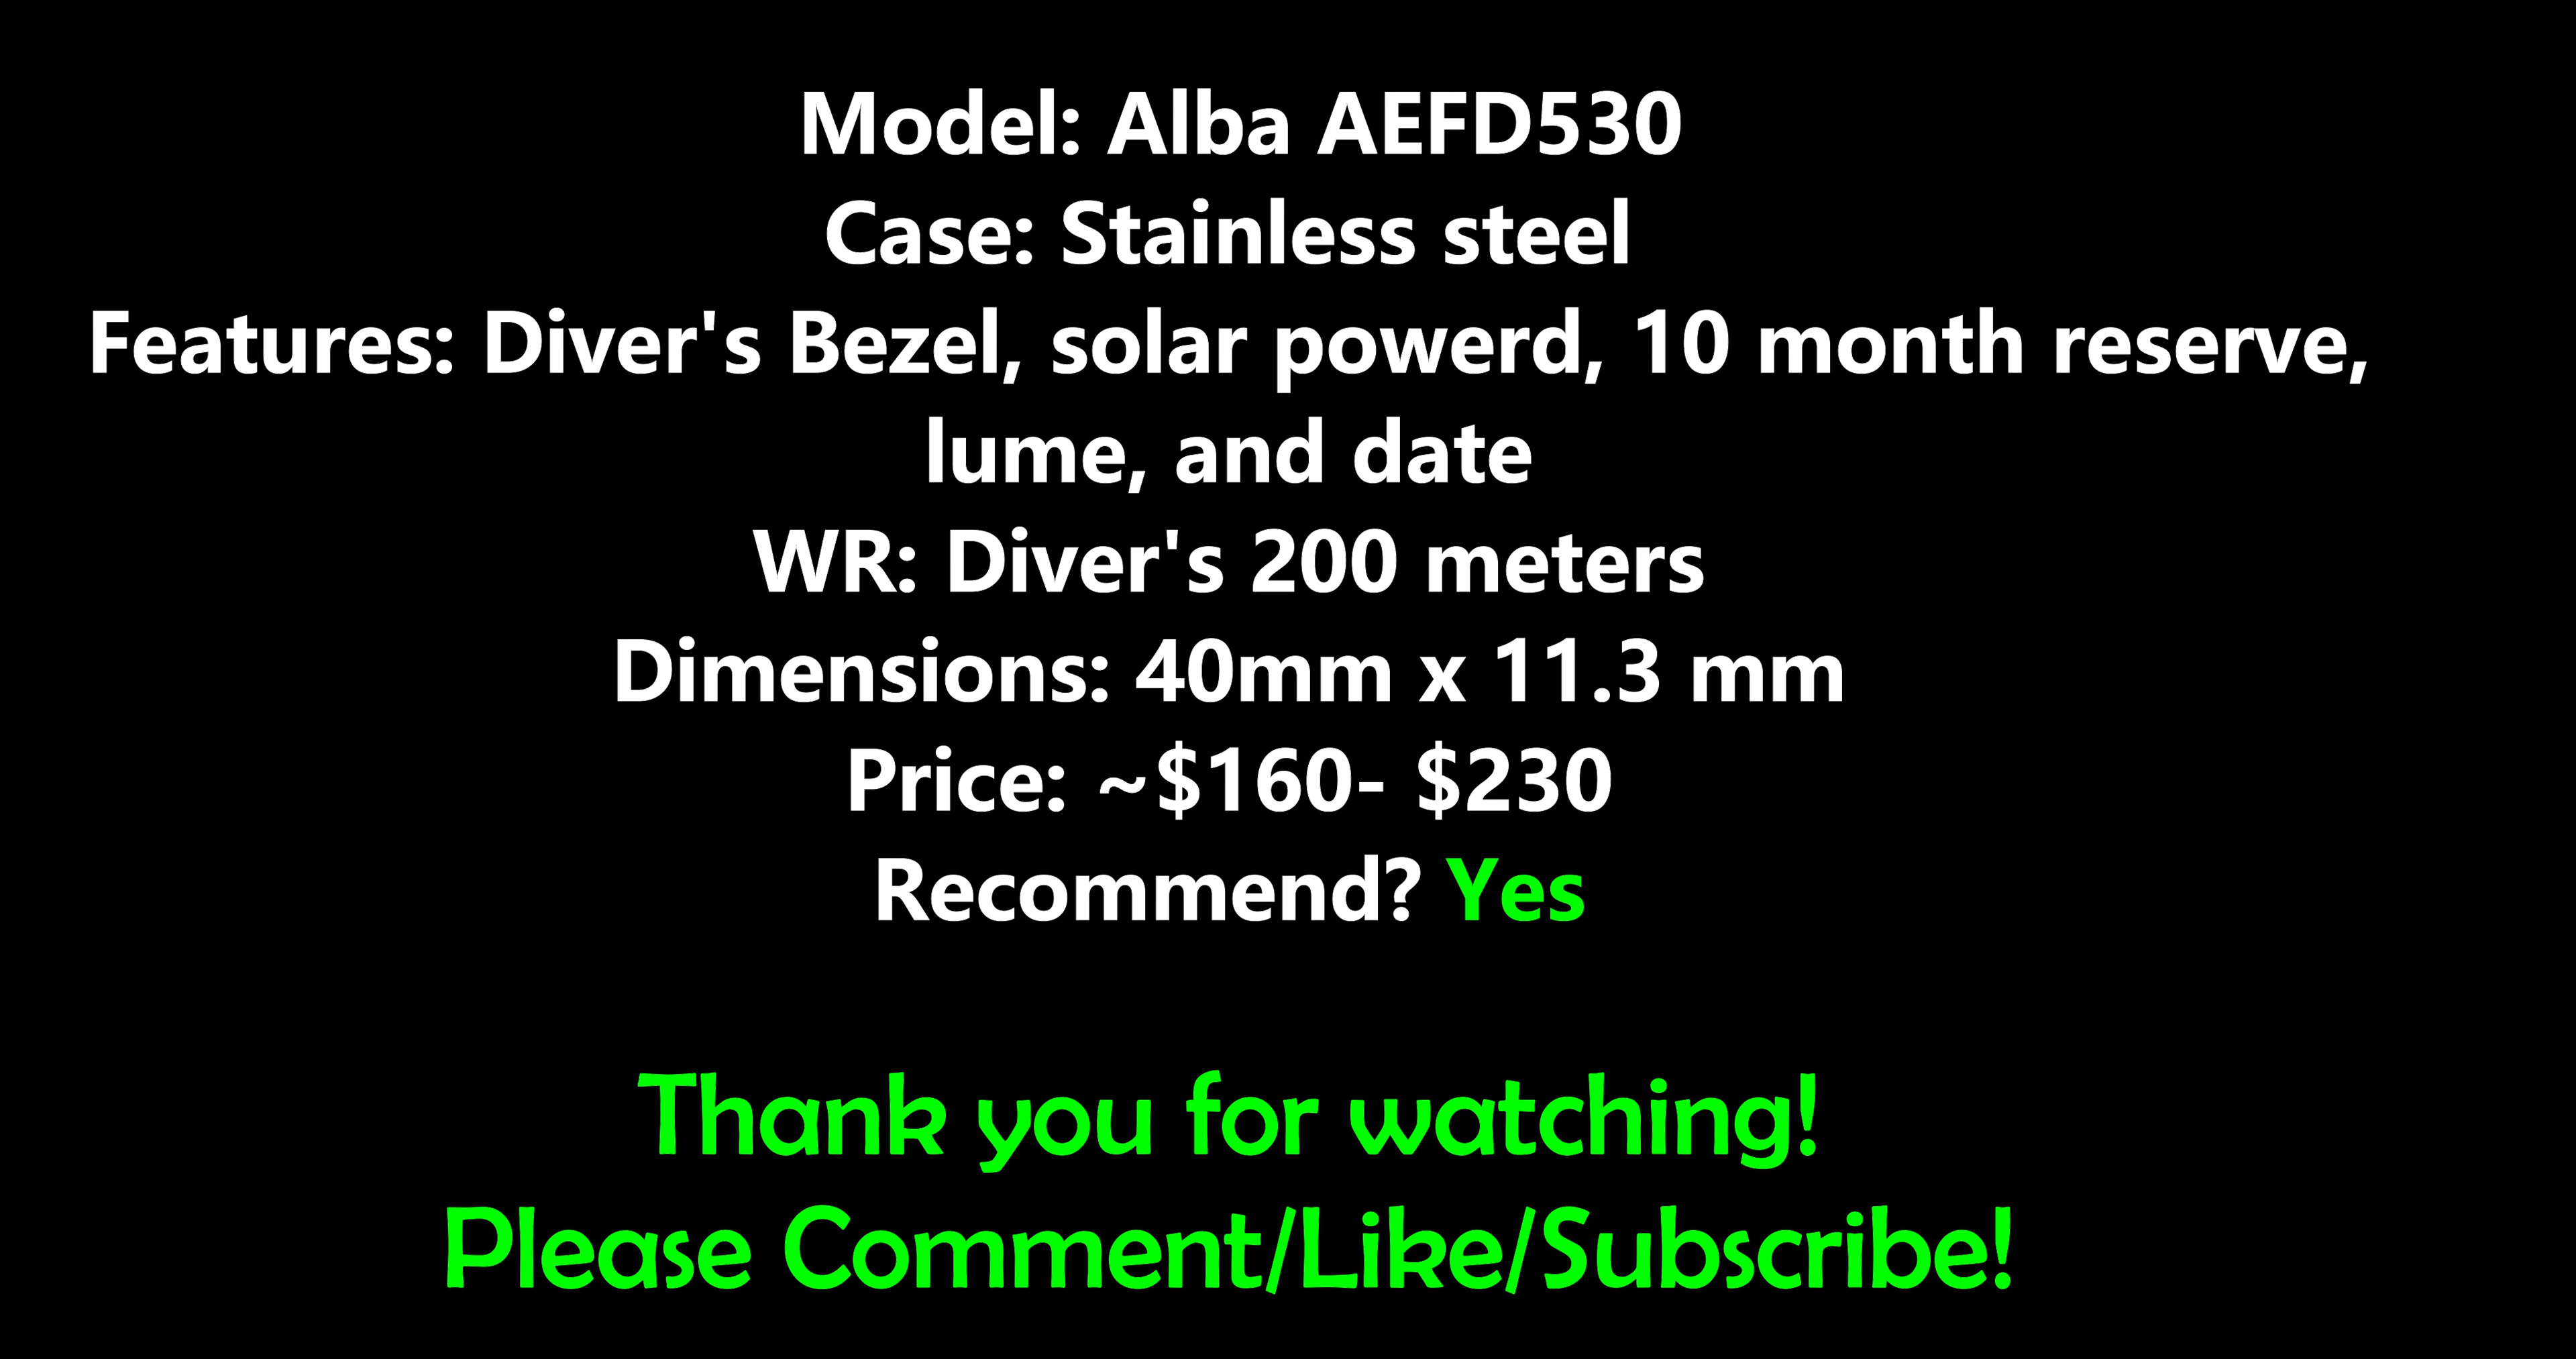 Model: Alba AEFD530
Case: Stainless steel
Features: Diver's Bezel, solar powerd, 10 month reserve,
lume, and date
WR: Diver's 200 meters
Dimensions: 40mm x 11.3 mm
Price: ~$160- $230
Recommend? Yes
Thank you for watching!
Please Comment/Like/Subscribe!